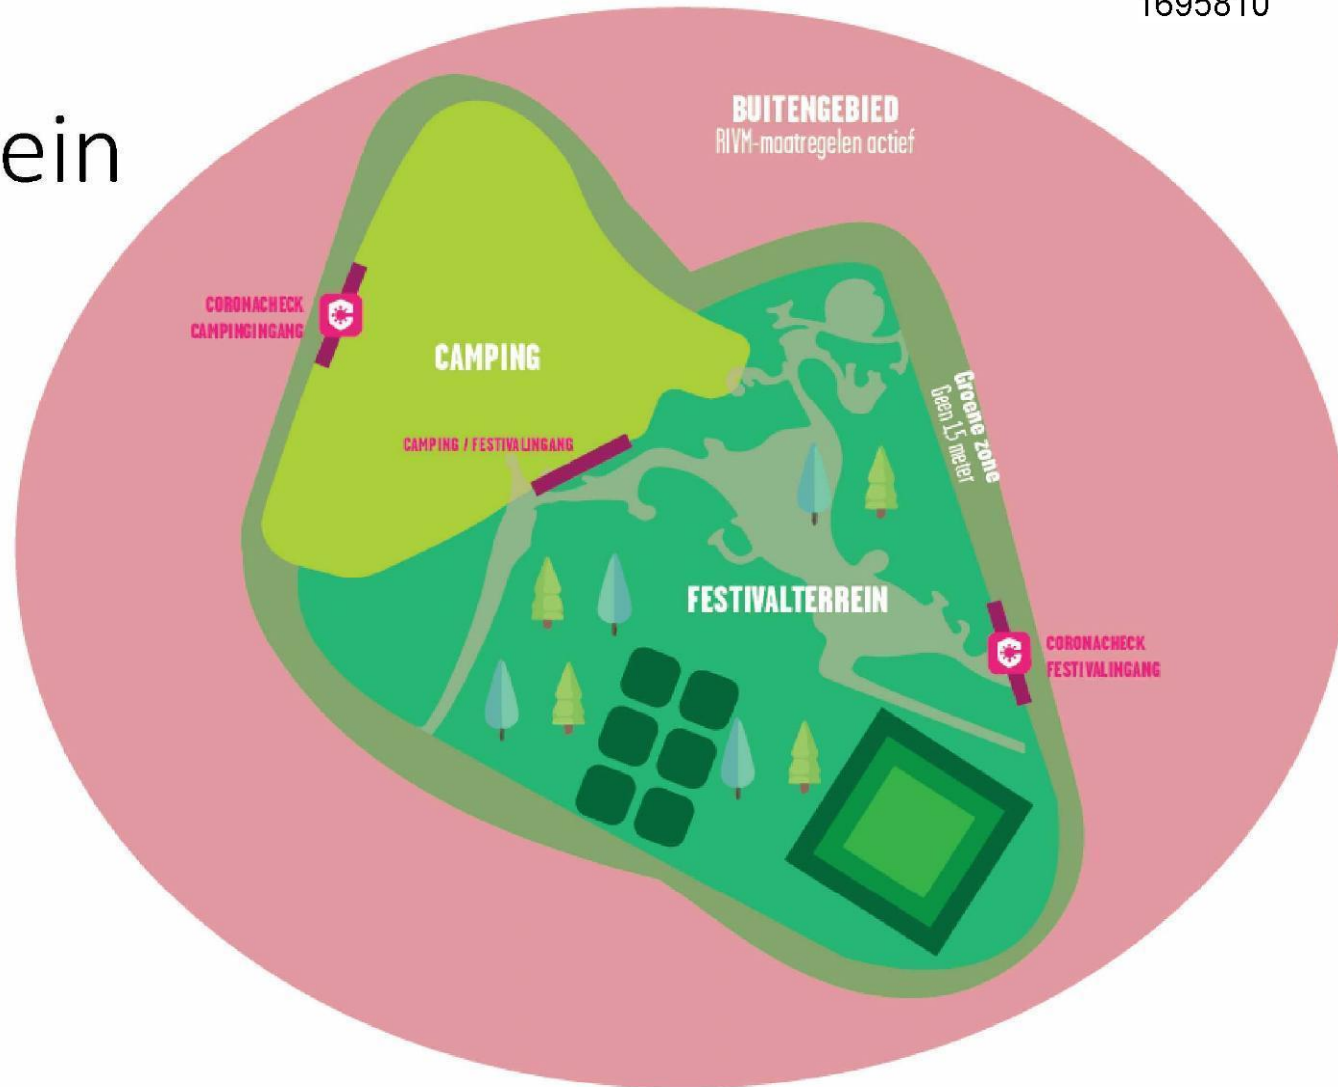 1695810
ein
BUITENGEBIED
RIVM-maatregelen actief
CORONACHECK
CAMPINGINGANG
CAMPING
CAMPING / FESTIVALINGANG
Groene zone
Geen 1,5 meter
FESTIVALTERREIN
CORONACHECK
FESTIVALINGANG